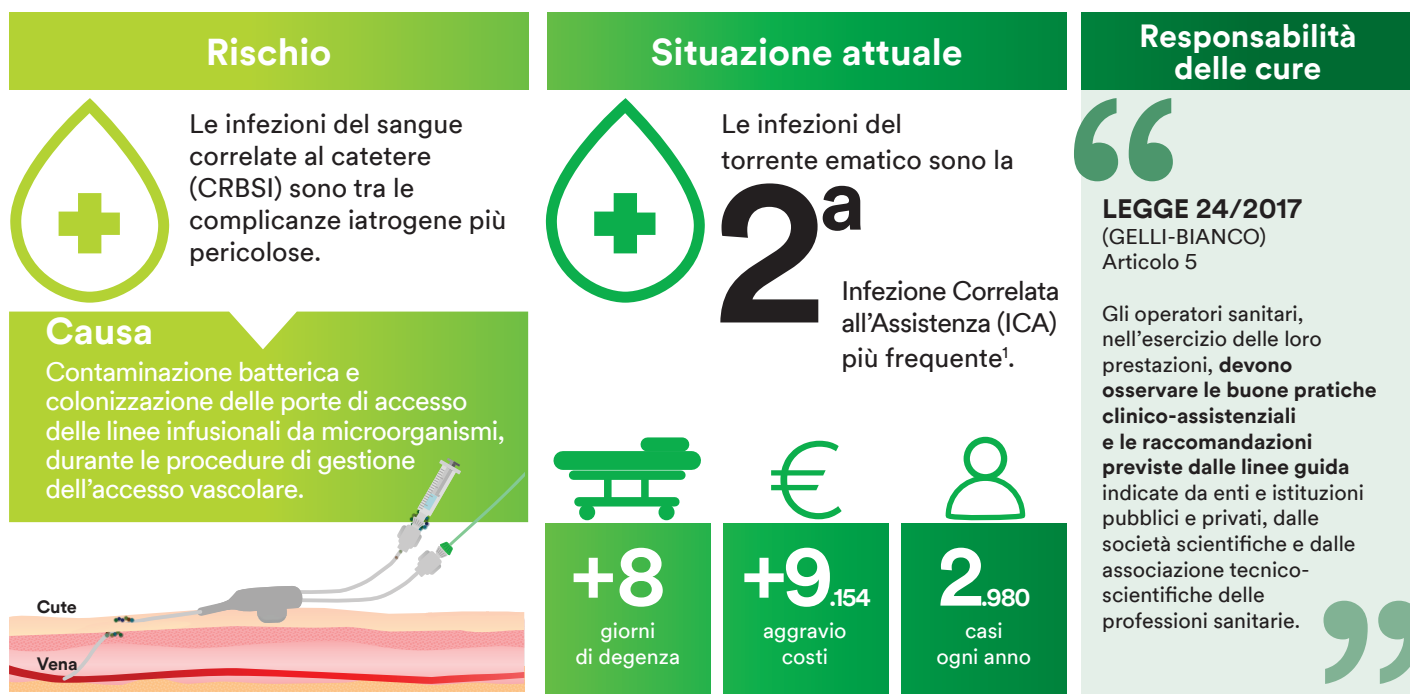 Rischio
Le infezioni del sangue
correlate al catetere
(CRBSI) sono tra le
complicanze iatrogene più
pericolose.
Causa
Contaminazione batterica e
colonizzazione delle porte di accesso
delle linee infusionali da microorganismi,
durante le procedure di gestione
dell'accesso vascolare.
Cute
Vena
Situazione attuale
Le infezioni del
torrente ematico sono la
2ª
Infezione Correlata
all'Assistenza (ICA)
più frequente¹.
+8
giorni
di degenza
€
+9.154
aggravio
costi
2.980
casi
ogni anno
Responsabilità
delle cure
“
LEGGE 24/2017
(GELLI-BIANCO)
Articolo 5
Gli operatori sanitari,
nell'esercizio delle loro
prestazioni, devono
osservare le buone pratiche
clinico-assistenziali
e le raccomandazioni
previste dalle linee guida
indicate da enti e istituzioni
pubblici e privati, dalle
società scientifiche e dalle
associazione tecnico-
scientifiche delle
professioni sanitarie.
”